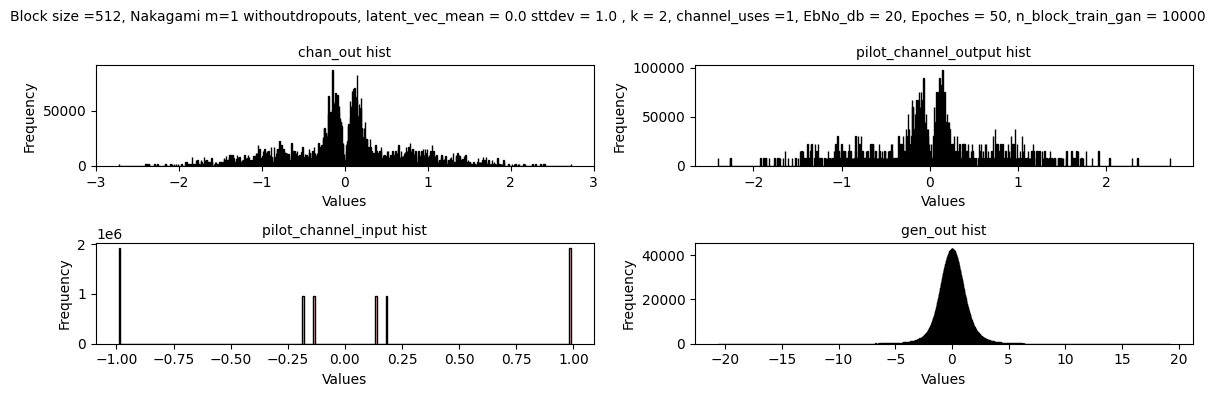 Block size =512, Nakagami m=1 withoutdropouts, latent_vec_mean = 0.0 sttdev = 1.0 , k = 2, channel_uses =1, EbNo_db = 20, Epoches = 50, n_block_train_gan = 10000
chan_out hist
Frequency
50000
0
−3 −2 −1 0 1 2 3
Values
pilot_channel_output hist
Frequency
100000
50000
0
−2 −1 0 1 2
Values
pilot_channel_input hist
1e6
Frequency
2
1
0
−1.00 −0.75 −0.50 −0.25 0.00 0.25 0.50 0.75 1.00
Values
gen_out hist
Frequency
40000
20000
0
−20 −15 −10 −5 0 5 10 15 20
Values